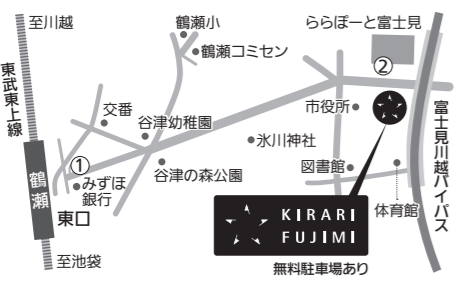 至川越
鶴瀬小
鶴瀬コミセン
ららぽーと富士見
②
東武東上線
交番
谷津幼稚園
市役所
氷川神社
富士見川越バイパス
①
みずほ
銀行
谷津の森公園
図書館
鶴瀬
東口
体育館
KIRARI
FUJIMI
至池袋
無料駐車場あり